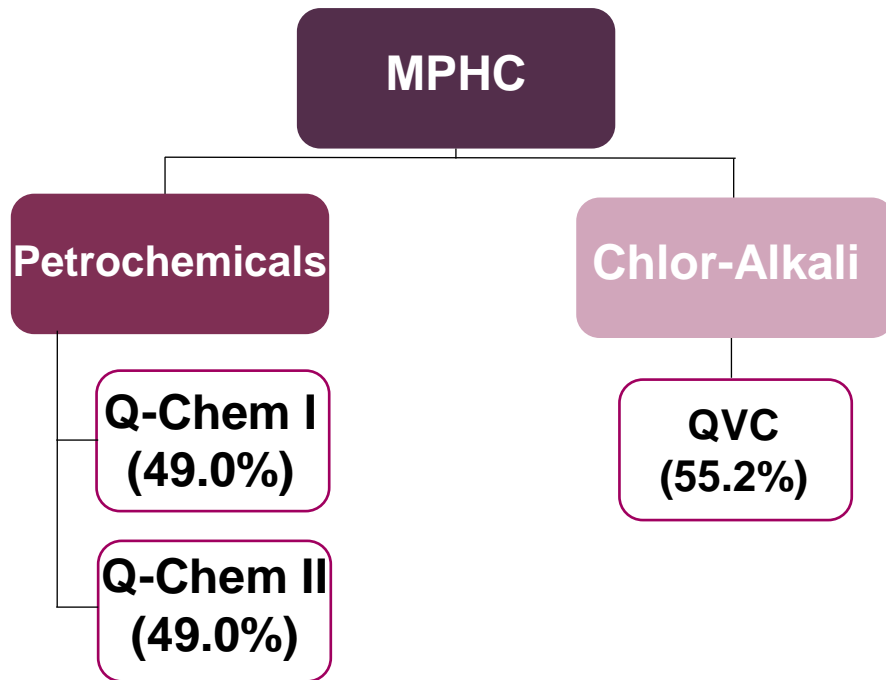 MPHC
Petrochemicals
Chlor-Alkali
Q-Chem I
(49.0%)
QVC
(55.2%)
Q-Chem II
(49.0%)